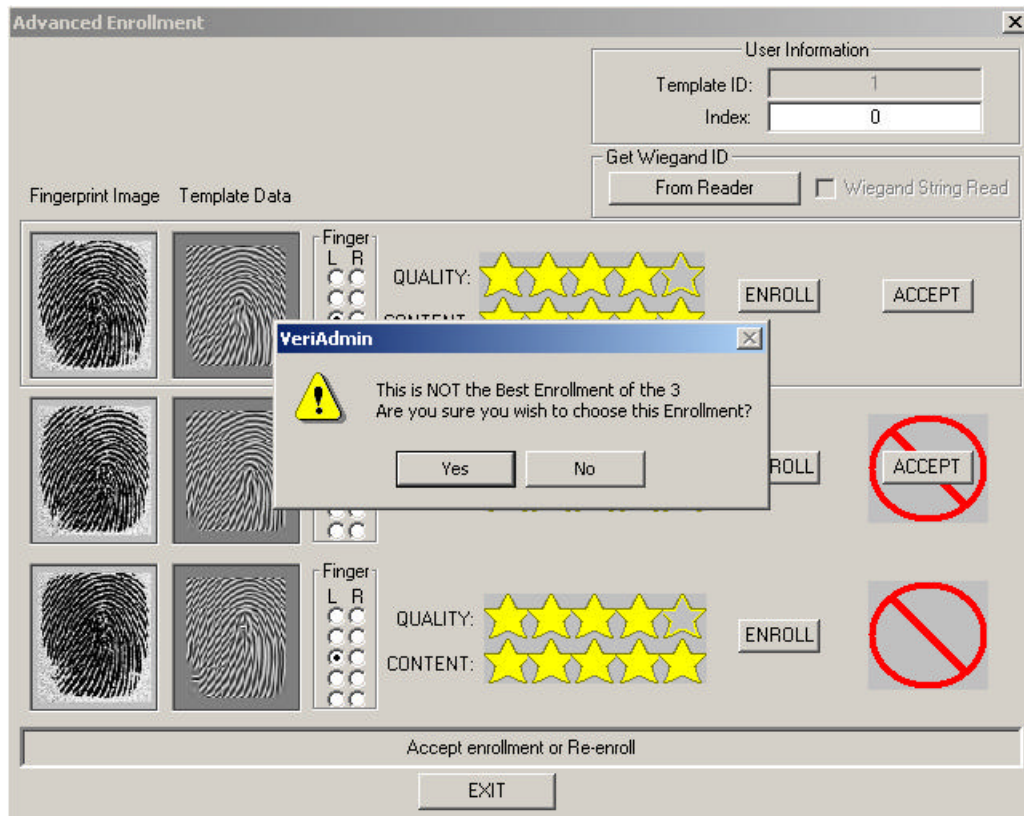 Advanced Enrollment
User Information
Template ID: 1
Index: 0
Get Wiegand ID
From Reader Wiegand String Read
Fingerprint Image Template Data
Finger
L R
QUALITY:
ENROLL ACCEPT
CONTENT
VeriAdmin
This is NOT the Best Enrollment of the 3
Are you sure you wish to choose this Enrollment?
Yes No
ROLL ACCEPT
Finger
L R
QUALITY:
ENROLL
CONTENT:
Accept enrollment or Re-enroll
EXIT